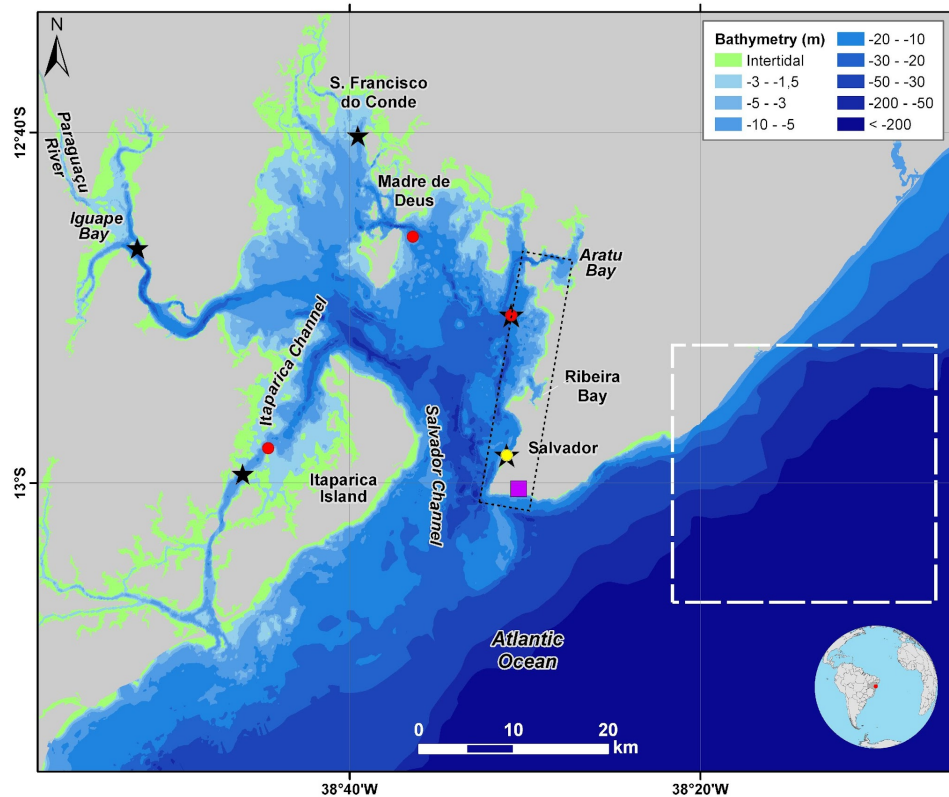 N
Bathymetry (m)
Intertidal
-3 - -1,5
-5 - -3
-10 - -5
-20 - -10
-30 - -20
-50 - -30
-200 - -50
< -200
S. Francisco
do Conde
12°40'
Paraguaçu
River
Madre de
Deus
Iguape
Bay
Aratu
Bay
Itaparica Channel
Ribeira
Bay
Salvador Channel
Salvador
13°S
Itaparica
Island
Atlantic
Ocean
0 10 20
km
38°40'
38°20'